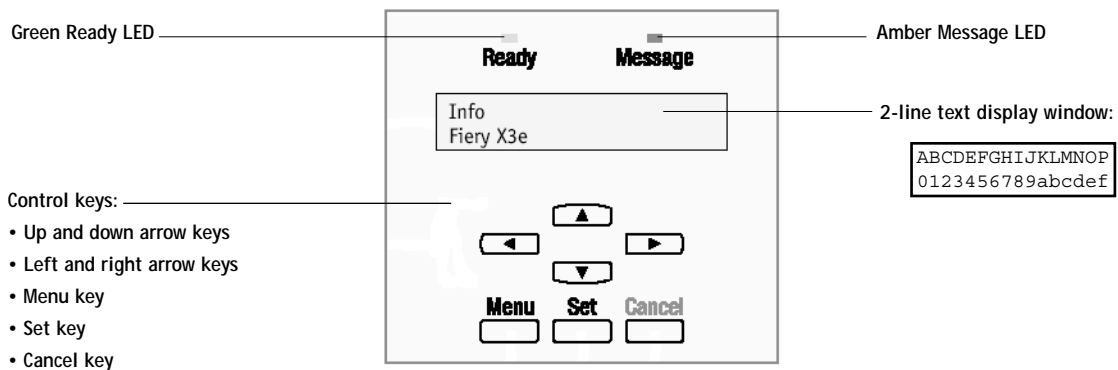 Green Ready LED
Amber Message LED
Ready
Message
Info
Fiery X3e
2-line text display window:
ABCDEFGHIJKLMNOP
0123456789abcdef
Control keys:
• Up and down arrow keys
• Left and right arrow keys
• Menu key
• Set key
• Cancel key
Menu
Set
Cancel